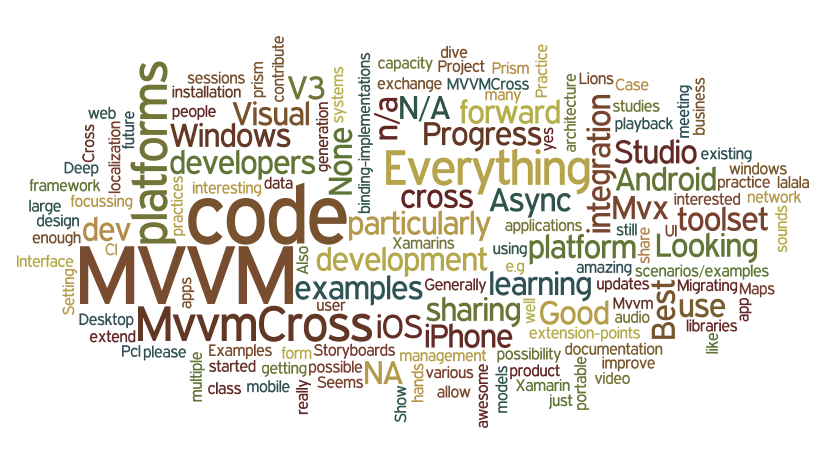 dive
capacity
Project
Prism
Practice
sessions
prism
contribute
installation
V3
systems
binding-implementations
exchange
MVVMCross
many
Lions
Case
architecture
studies
meeting
business
web
future
people
Visual
generation
n/a
N/A
forward
yes
integration
playback
Cross
localization
platforms
Windows
None
Progress
Studio
existing
Deep
developers
Everything
Android
windows
framework
focussing
practices
interesting
data
cross
Async
Mvx
practice
lalala
large
code
interested
network
design
dev
particularly
applications
still
UI
toolset
sounds
enough
CI
Also
Xamarins
using
platform
share
Looking
Interface
Settings
MVVM
development
e.g
amazing
scenarios/examples
apps
examples
Generally
learning
updates
Migrating
Maps
user
sharing
well
Good
Mvvm
Best
use
app
Desktop
MvvmCross
iOS
iPhone
audio
libraries
extend
extension-points
like
Pcl
please
Examples
form
Storyboards
management
possibility
documentation
multiple
started
getting
possible
NA
hands
various
product
improve
class
mobile
really
Seems
Show
allow
awesome
models
Xamarin
just
portable
video